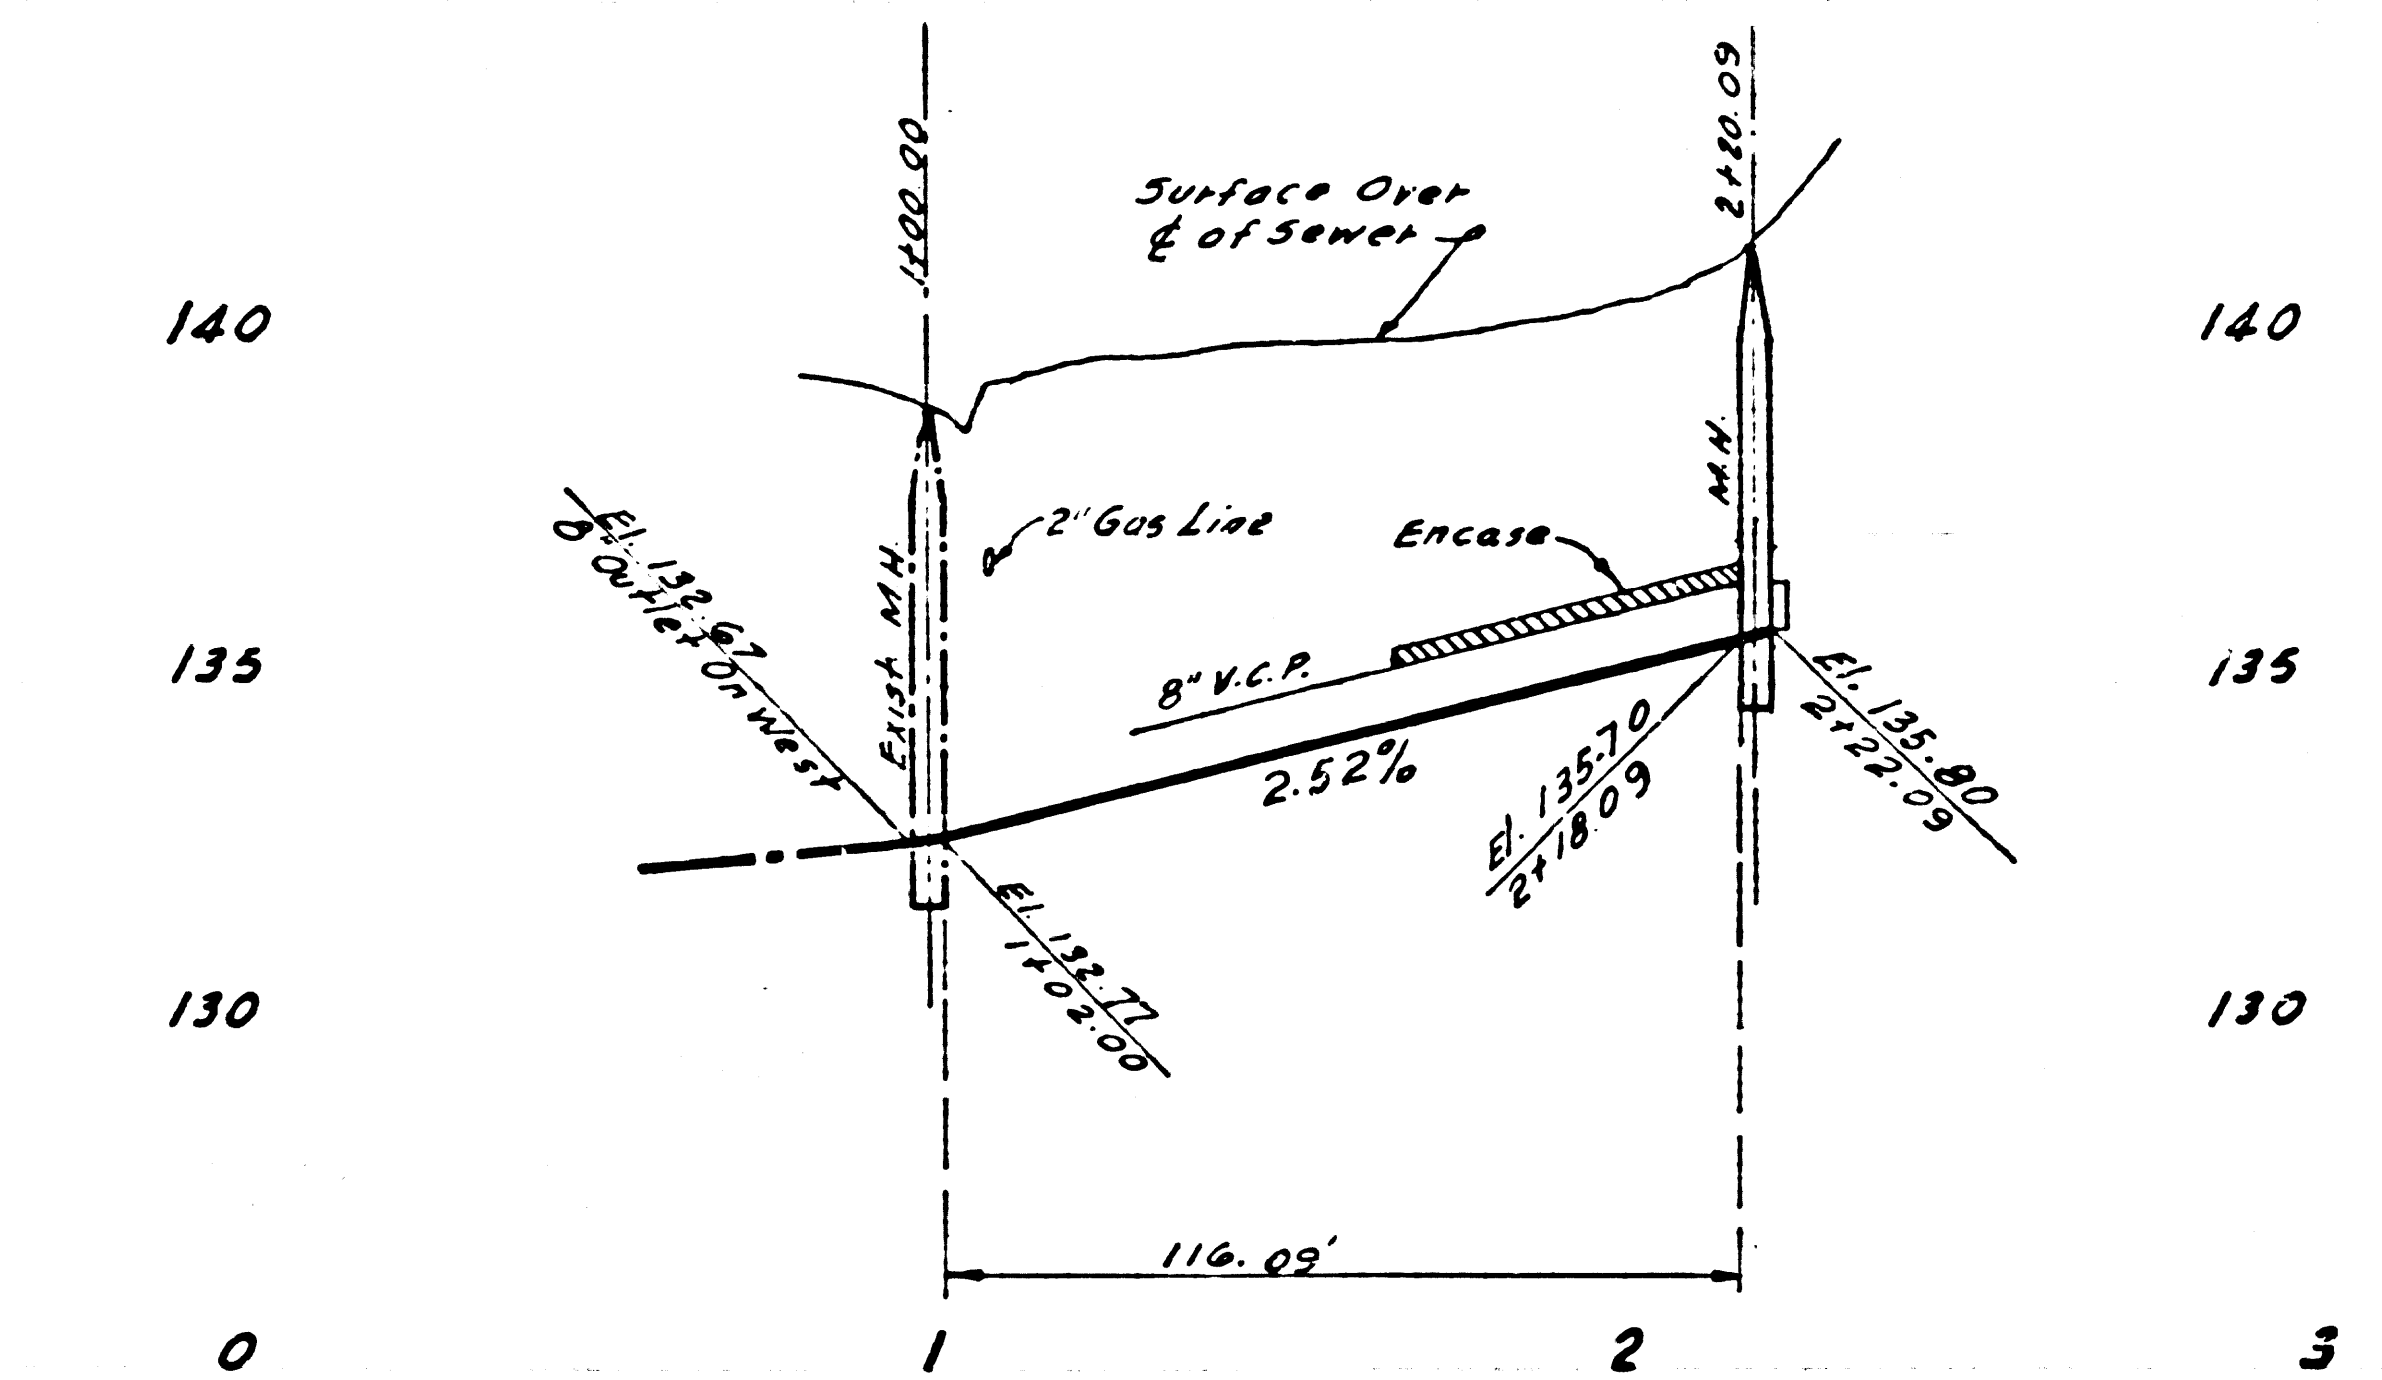 1+00.00
2+20.09
Surface Over
℄ of Sewer
140
140
2" Gas Line
Encase
M.H.
Exist. M.H.
El. 132.67
8" Outlet On West
135
8" V.C.P.
135
2.52%
El. 135.70
2+18.09
El. 135.80
2+22.09
El. 132.77
1+02.00
130
130
116.09'
0
1
2
3